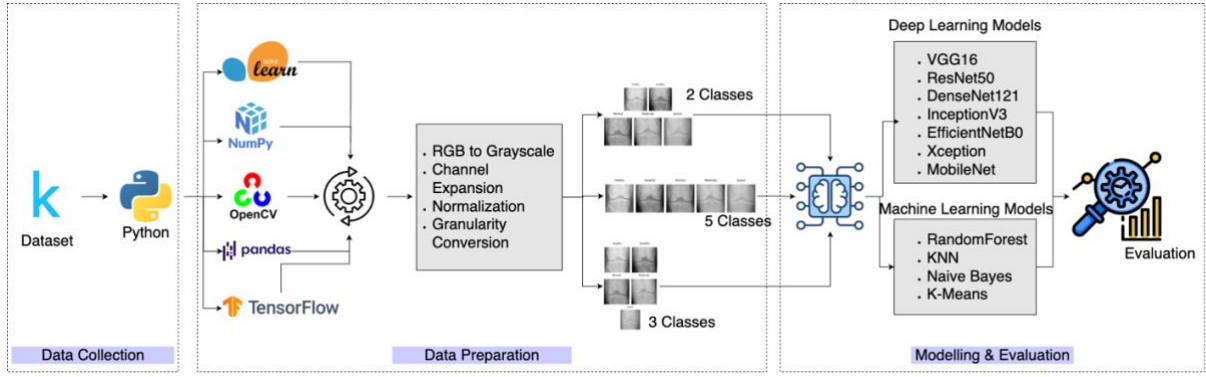 k
Dataset
Python
learn
NumPy
OpenCV
pandas
TensorFlow
. RGB to Grayscale
. Channel
Expansion
. Normalization
. Granularity
Conversion
2 Classes
5 Classes
3 Classes
Deep Learning Models
. VGG16
. ResNet50
. DenseNet121
. InceptionV3
. EfficientNetB0
. Xception
. MobileNet
Machine Learning Models
. RandomForest
. KNN
. Naive Bayes
. K-Means
Evaluation
Data Collection
Data Preparation
Modelling & Evaluation